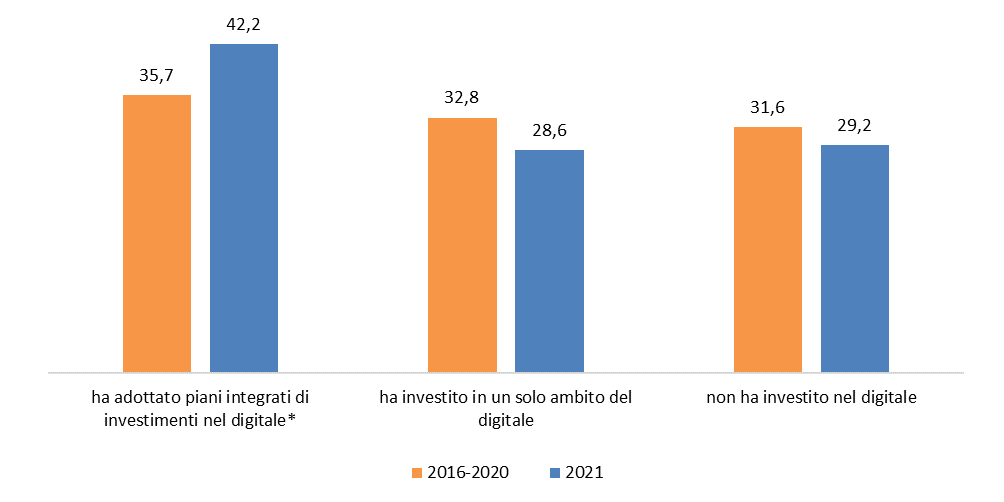 42,2
35,7
32,8
28,6
31,6
29,2
ha adottato piani integrati di
investimenti nel digitale*
ha investito in un solo ambito del
digitale
non ha investito nel digitale
2016-2020
2021